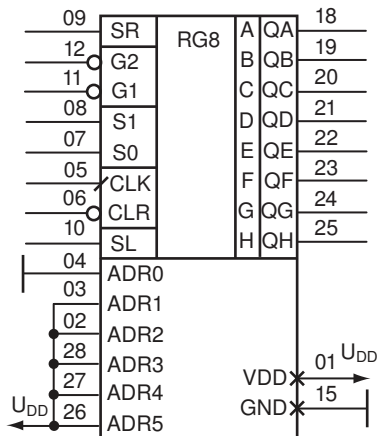 09 SR RG8 A QA 18
12 G2 B QB 19
11 G1 C QC 20
08 S1 D QD 21
07 S0 E QE 22
05 CLK F QF 23
06 CLR G QG 24
10 SL H QH 25
04 ADR0
03 ADR1
02 ADR2
28 ADR3
27 ADR4 VDD 01 UDD
UDD 26 ADR5 GND 15